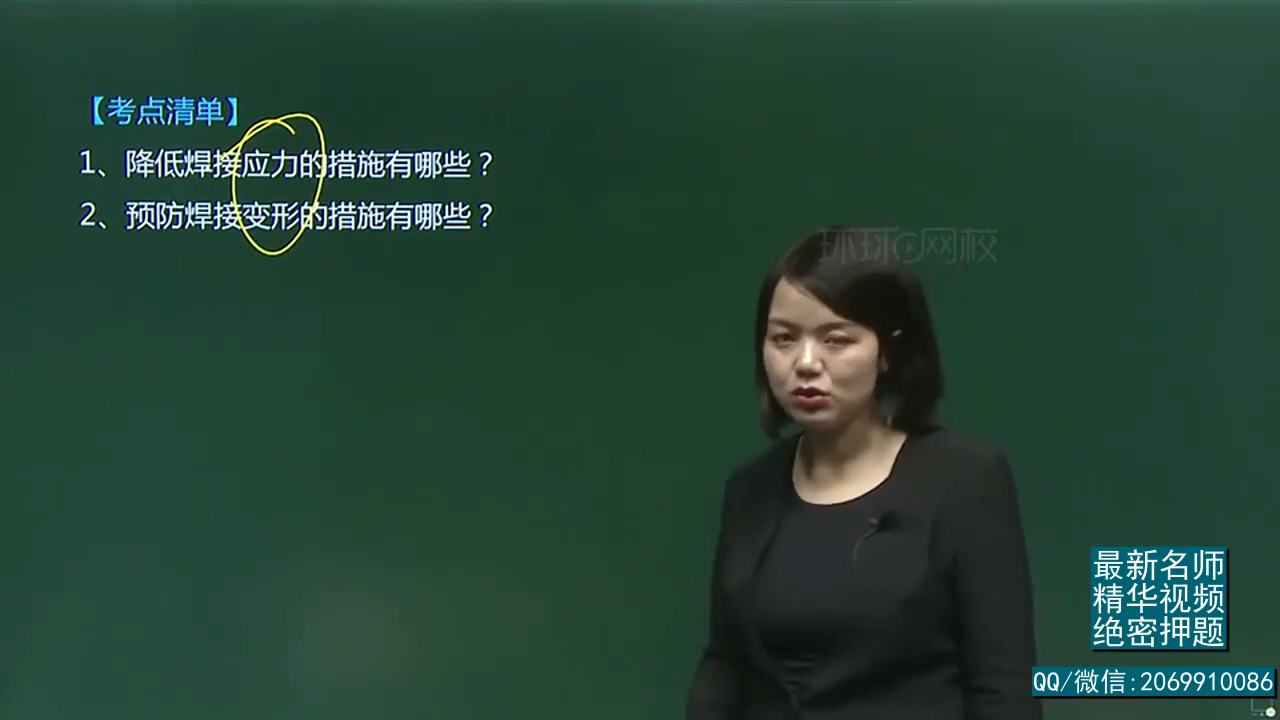 【考点清单】
1、降低焊接应力的措施有哪些？
2、预防焊接变形的措施有哪些？
环球网校
最新名师
精华视频
绝密押题
QQ/微信:2069910086